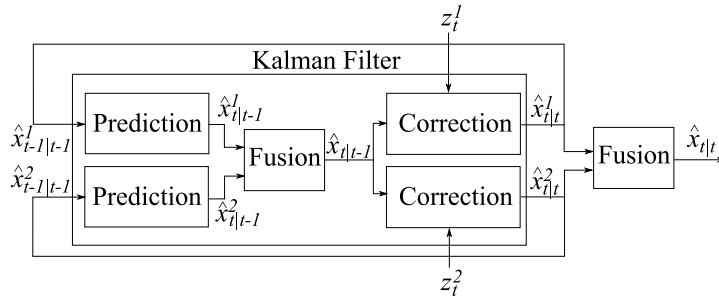 z_t^1
Kalman Filter
x̂^1_{t-1|t-1}
Prediction
x̂^1_{t|t-1}
Fusion
x̂_{t|t-1}
Correction
x̂^1_{t|t}
x̂^2_{t-1|t-1}
Prediction
x̂^2_{t|t-1}
Correction
x̂^2_{t|t}
Fusion
x̂_{t|t}
z_t^2